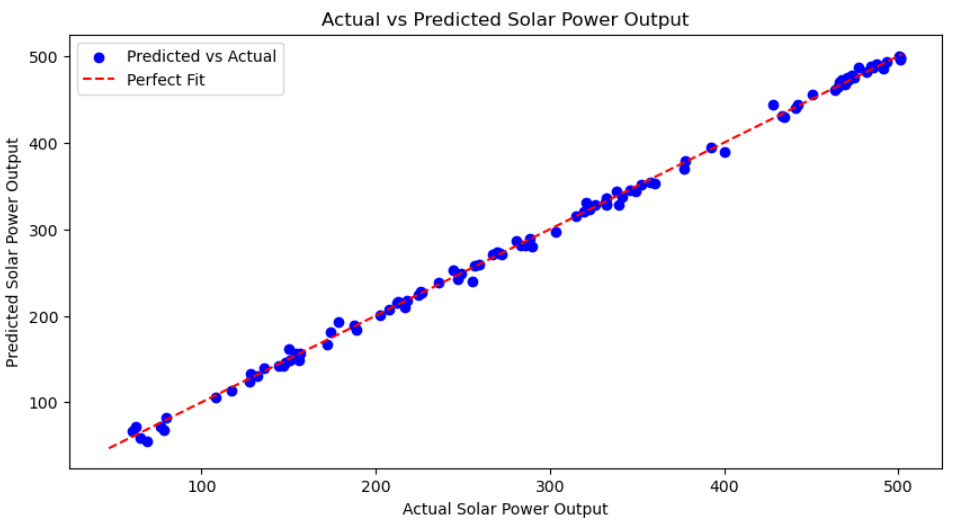 Actual vs Predicted Solar Power Output
Predicted vs Actual
Perfect Fit
Predicted Solar Power Output
500
400
300
200
100
100 200 300 400 500
Actual Solar Power Output